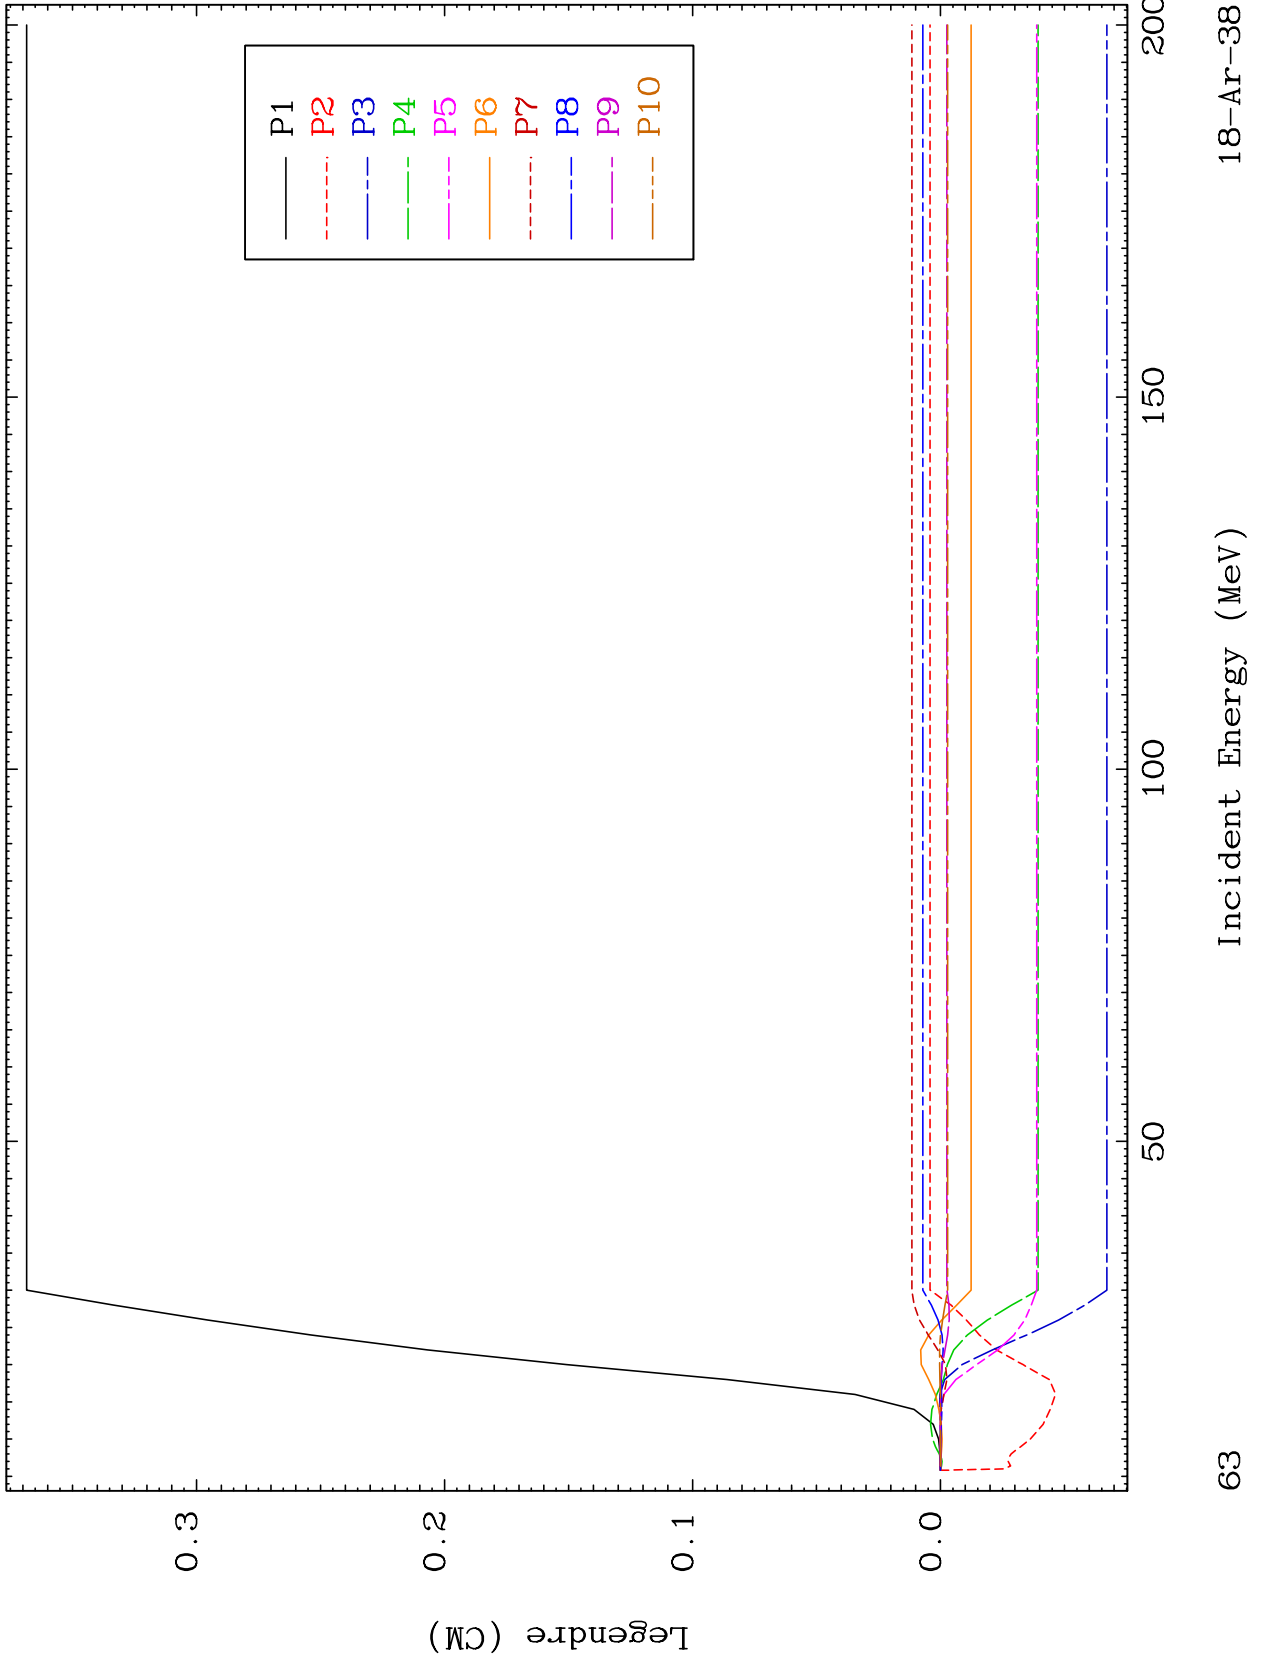 Legendre (CM)
0.3
0.2
0.1
0.0
P1
P2
P3
P4
P5
P6
P7
P8
P9
P10
50
100
150
200
Incident Energy (MeV)
63
18-Ar-38